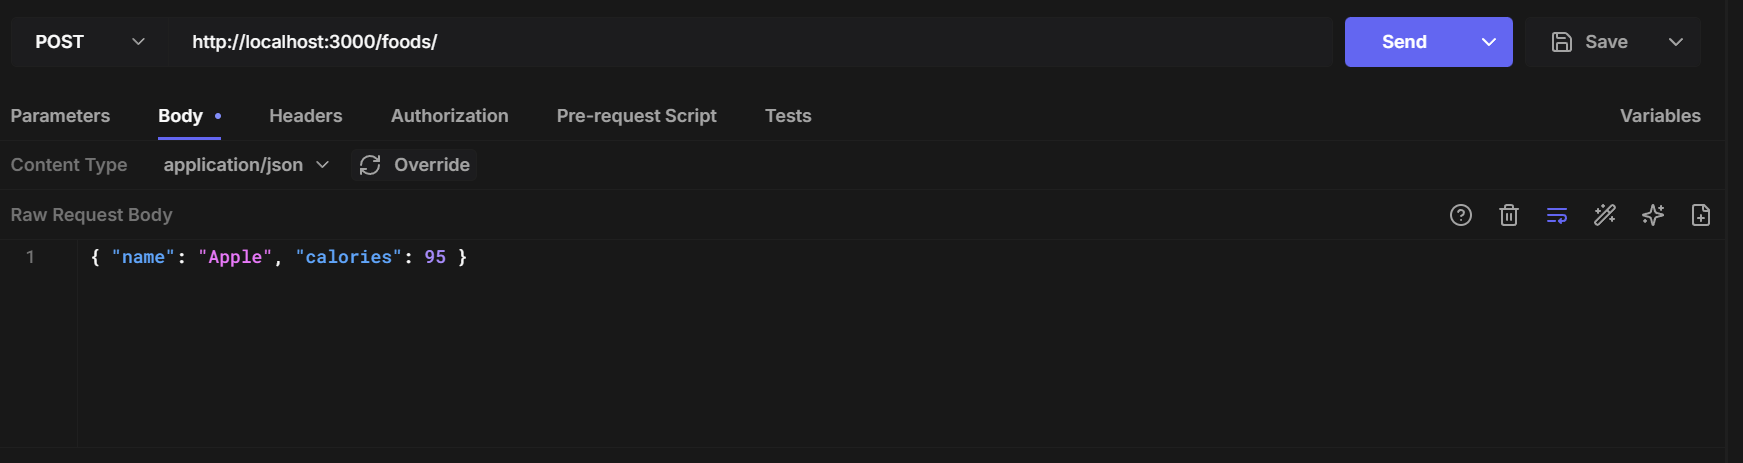 POST http://localhost:3000/foods/ Send Save
Parameters Body Headers Authorization Pre-request Script Tests Variables
Content Type application/json Override
Raw Request Body
1 { "name": "Apple", "calories": 95 }